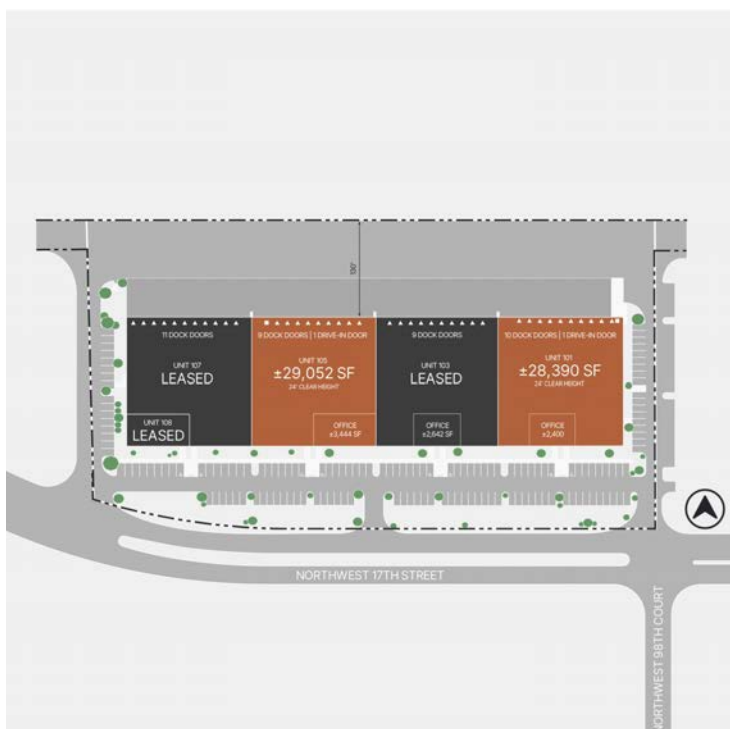 130'
11 DOCK DOORS
UNIT 107
LEASED
UNIT 108
LEASED
9 DOCK DOORS | 1 DRIVE-IN DOOR
UNIT 105
±29,052 SF
24' CLEAR HEIGHT
OFFICE
±3,444 SF
9 DOCK DOORS
UNIT 103
LEASED
OFFICE
±2,642 SF
10 DOCK DOORS | 1 DRIVE-IN DOOR
UNIT 101
±28,390 SF
24' CLEAR HEIGHT
OFFICE
±2,400
NORTHWEST 17TH STREET
NORTHWEST 98TH COURT